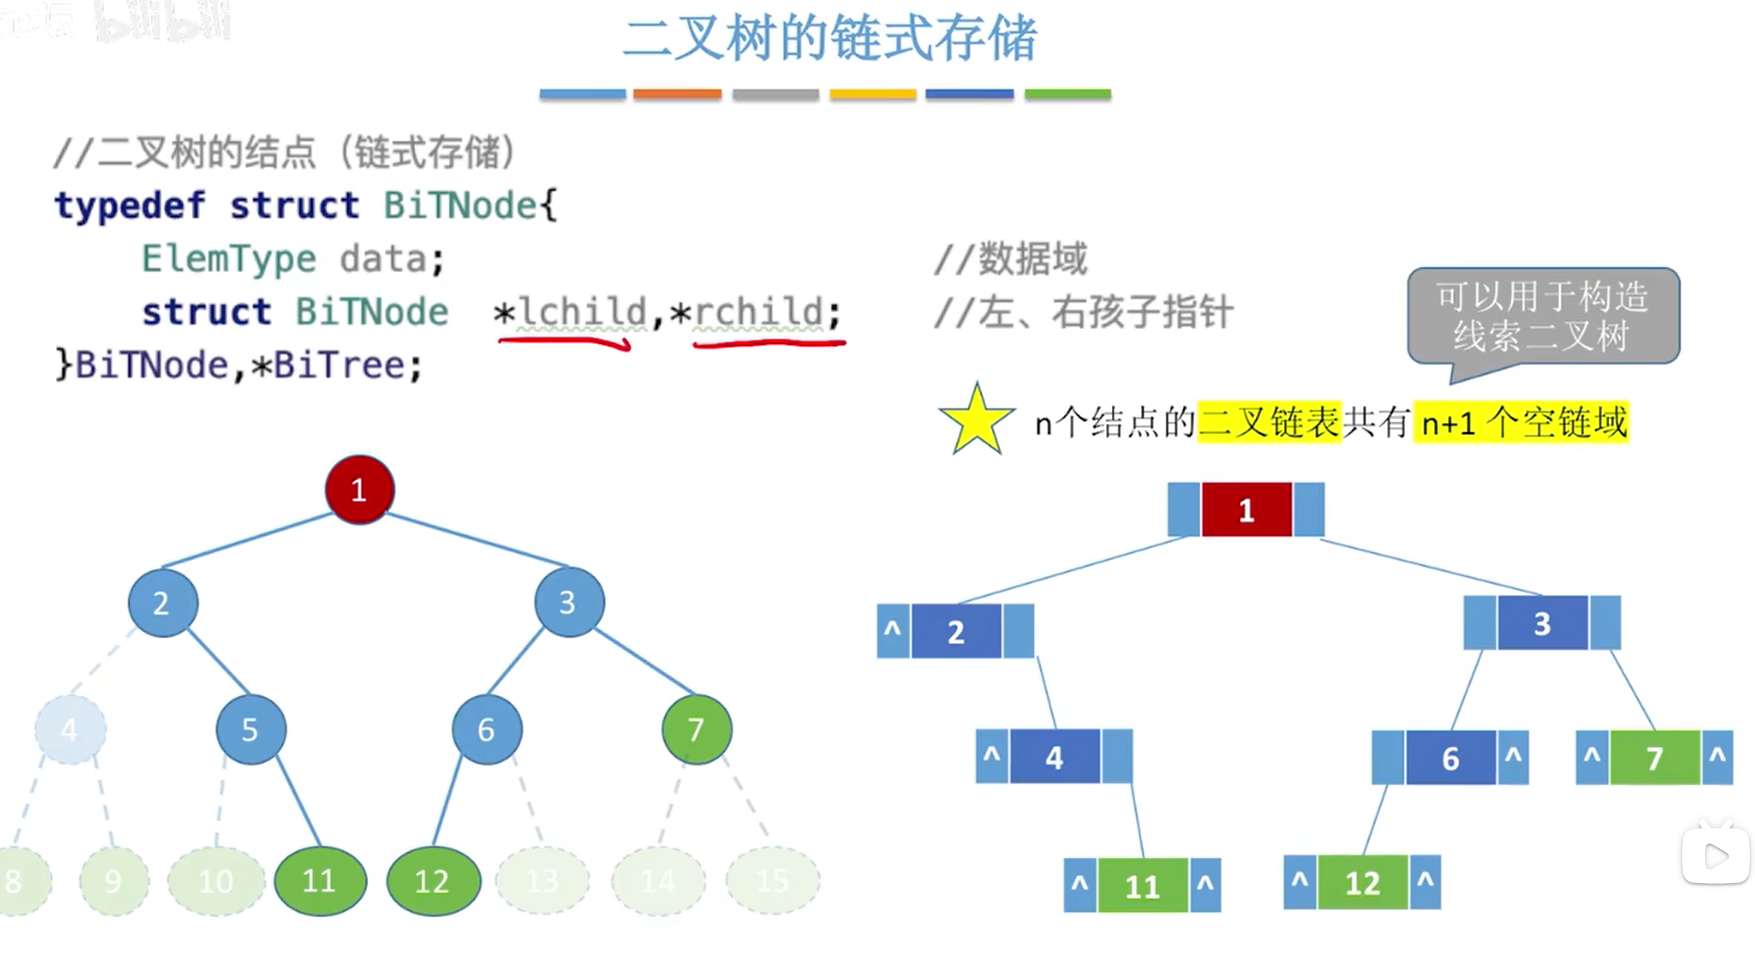 bilibili
二叉树的链式存储
//二叉树的结点（链式存储）
typedef struct BiTNode{
ElemType data; //数据域
struct BiTNode *lchild,*rchild; //左、右孩子指针
}BiTNode,*BiTree;
可以用于构造
线索二叉树
n个结点的二叉链表共有 n+1 个空链域
1
2 3
4 5 6 7
8 9 10 11 12 13 14 15
1
^ 2 3
^ 4 6 ^ ^ 7 ^
^ 11 ^ ^ 12 ^